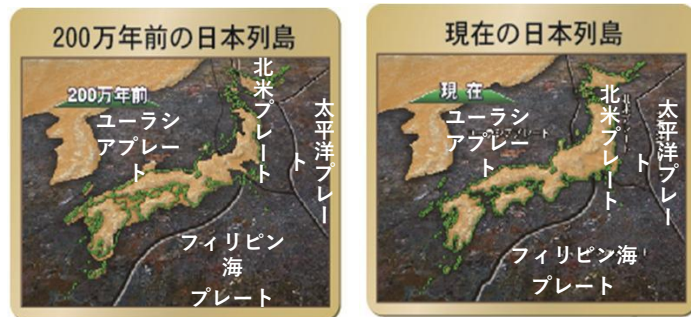 200万年前の日本列島
200万年前
ユーラシ
アプレー
ト
北米プレート
太平洋プレー
ト
フィリピン
海
プレート
現在の日本列島
現 在
ユーラシ
アプレー
ト
北米プレート
太平洋プレー
ト
フィリピン海
プレート